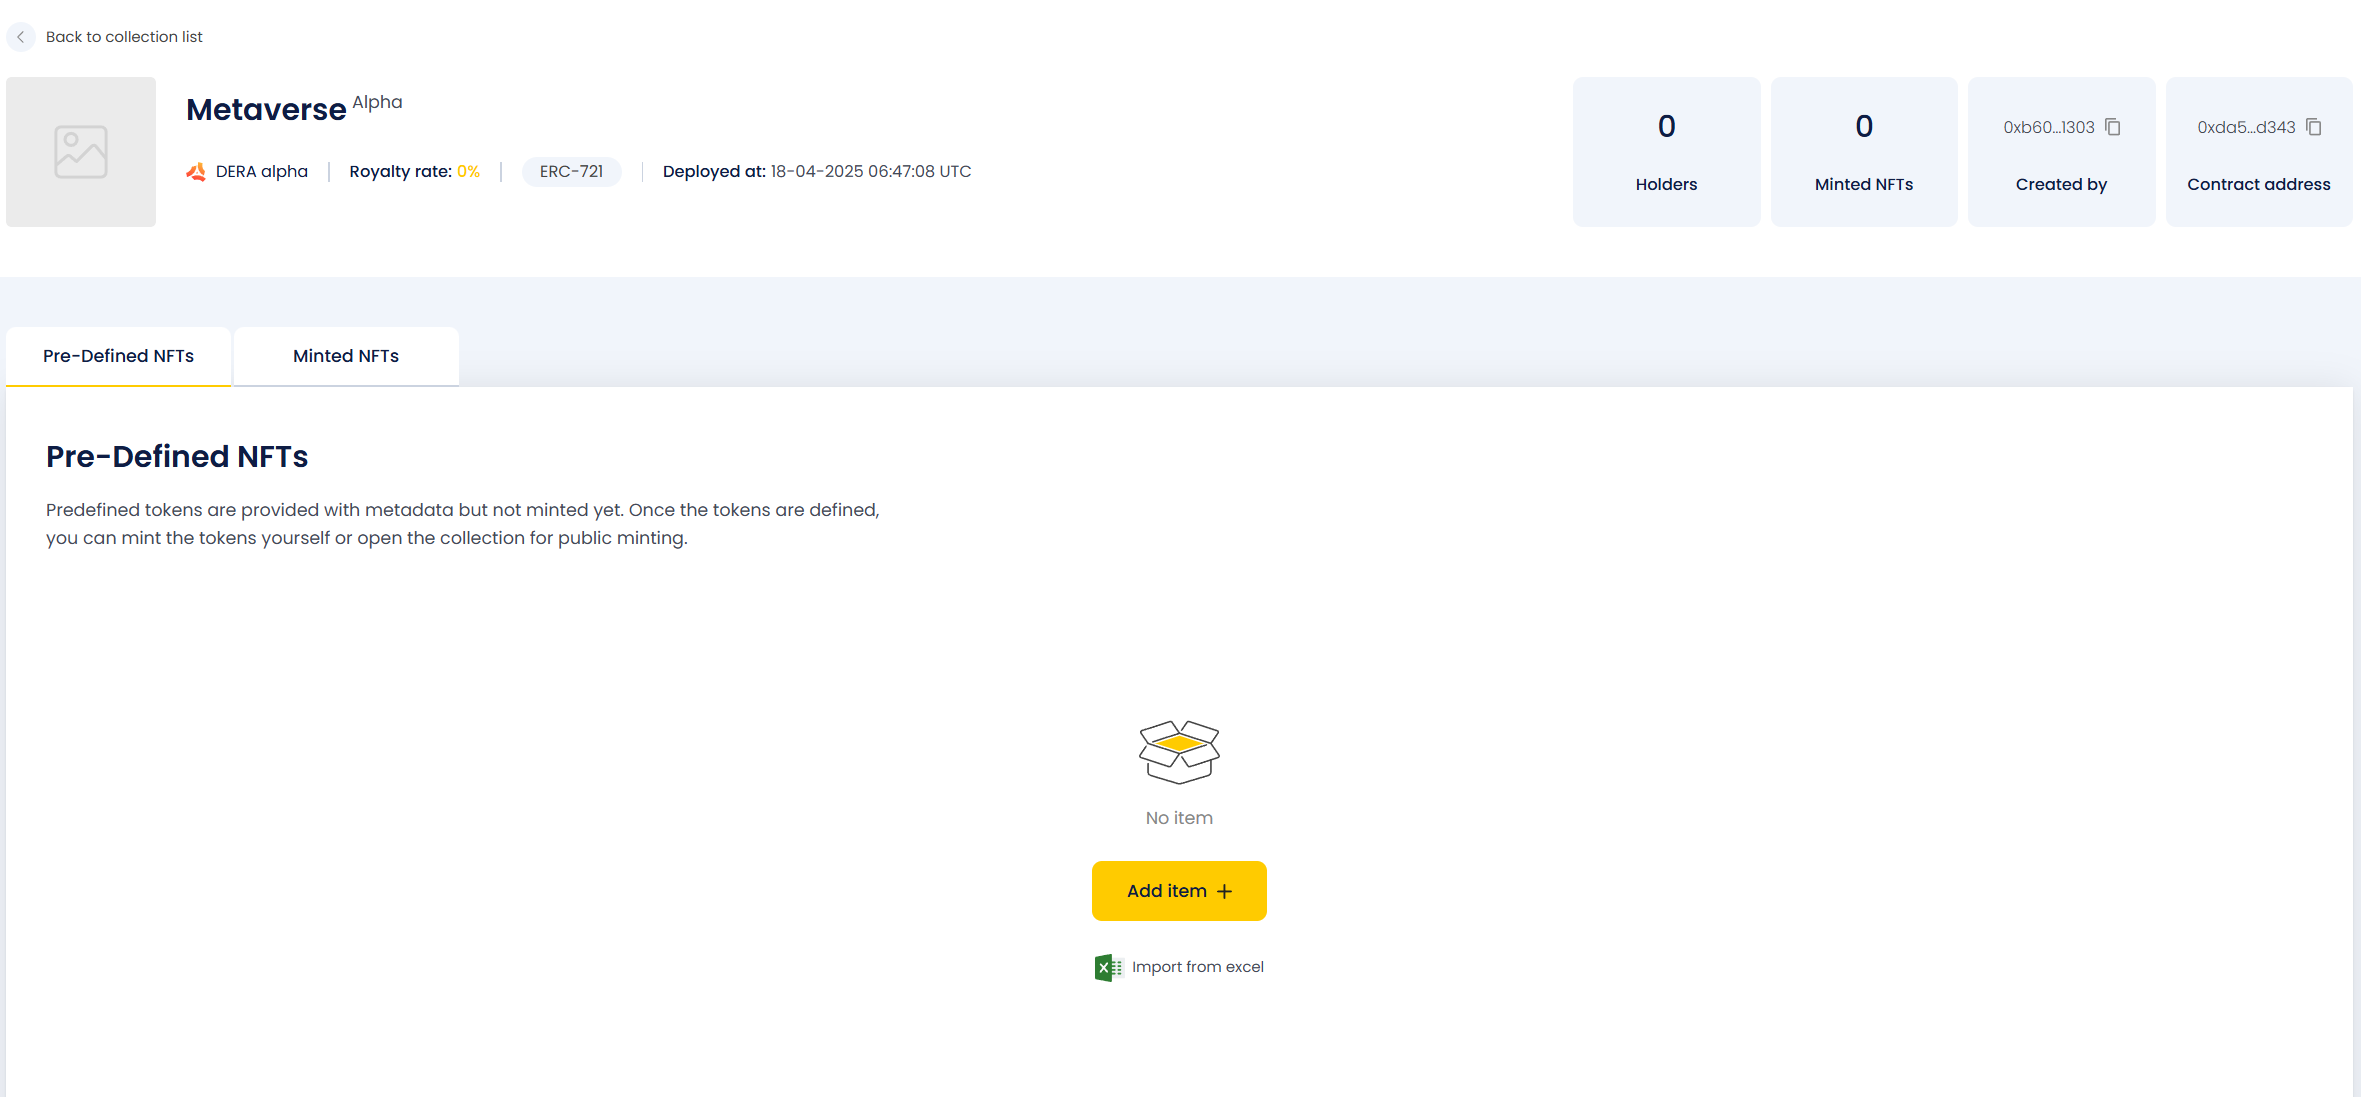 Back to collection list
Metaverse Alpha
DERA alpha
Royalty rate: 0%
ERC-721
Deployed at: 18-04-2025 06:47:08 UTC
0
Holders
0
Minted NFTs
0xb60...1303
Created by
0xda5...d343
Contract address
Pre-Defined NFTs
Minted NFTs
Pre-Defined NFTs
Predefined tokens are provided with metadata but not minted yet. Once the tokens are defined,
you can mint the tokens yourself or open the collection for public minting.
No item
Add item +
Import from excel